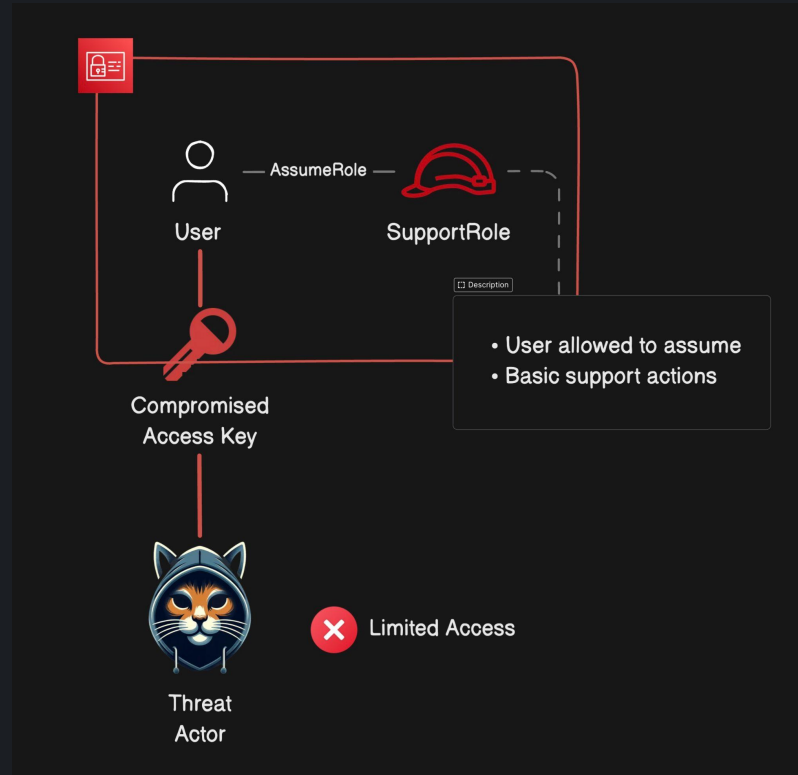 AssumeRole
User
SupportRole
Description
• User allowed to assume
• Basic support actions
Compromised
Access Key
Limited Access
Threat
Actor